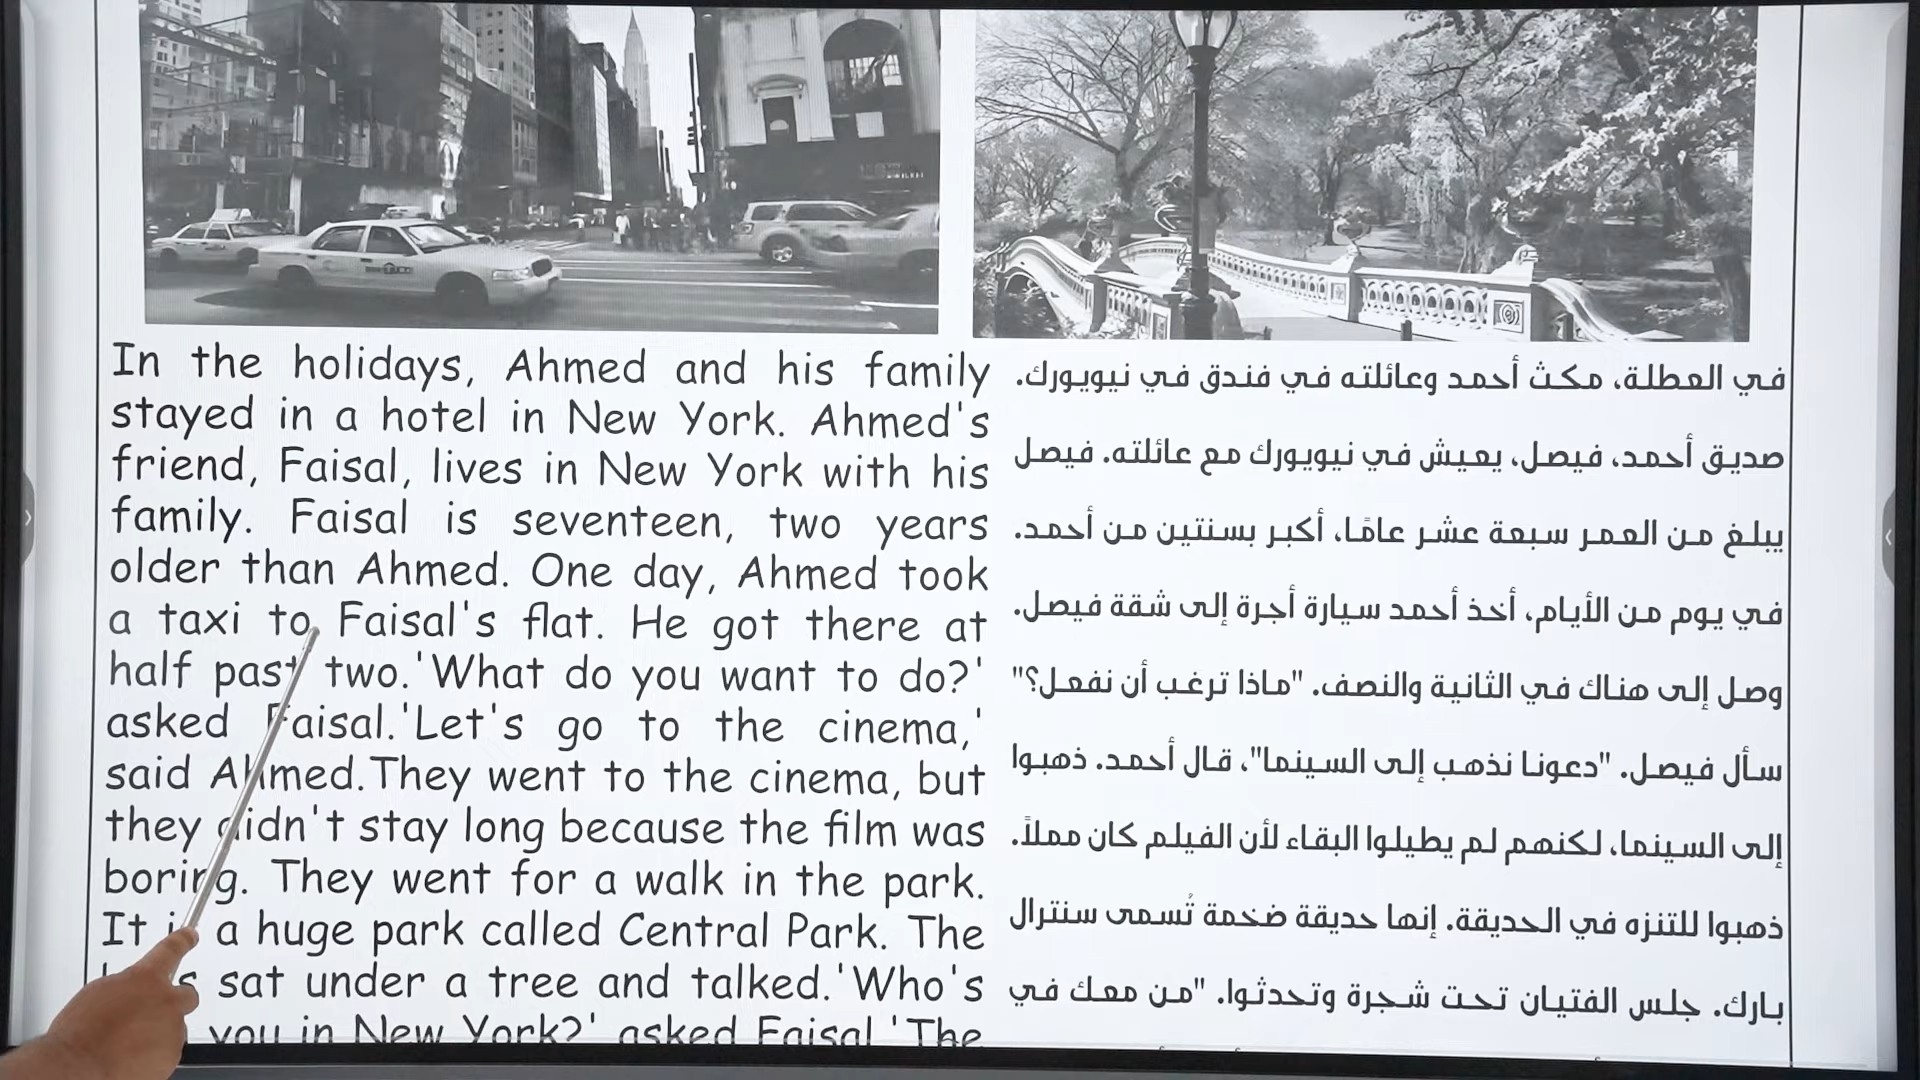 In the holidays, Ahmed and his family
stayed in a hotel in New York. Ahmed's
friend, Faisal, lives in New York with his
family. Faisal is seventeen, two years
older than Ahmed. One day, Ahmed took
a taxi to Faisal's flat. He got there at
half past two.'What do you want to do?'
asked Faisal.'Let's go to the cinema,'
said Ahmed.They went to the cinema, but
they didn't stay long because the film was
boring. They went for a walk in the park.
It is a huge park called Central Park. The
sat under a tree and talked.'Who's
you in New York?' asked Faisal.'The
في العطلة، مكث أحمد وعائلته في فندق في نيويورك.
صديق أحمد، فيصل، يعيش في نيويورك مع عائلته. فيصل
يبلغ من العمر سبعة عشر عامًا، أكبر بسنتين من أحمد.
في يوم من الأيام، أخذ أحمد سيارة أجرة إلى شقة فيصل.
وصل إلى هناك في الثانية والنصف. "ماذا ترغب أن نفعل؟"
سأل فيصل. "دعونا نذهب إلى السينما"، قال أحمد. ذهبوا
إلى السينما، لكنهم لم يطيلوا البقاء لأن الفيلم كان مملاً.
ذهبوا للتنزه في الحديقة. إنها حديقة ضخمة تُسمى سنترال
بارك. جلس الفتيان تحت شجرة وتحدثوا. "من معك في